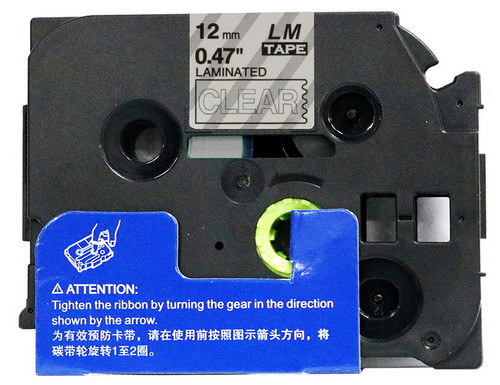 12 mm LM
0.47" TAPE
LAMINATED
CLEAR
⚠ ATTENTION:
Tighten the ribbon by turning the gear in the direction
shown by the arrow.
为有效预防卡带，请在使用前按照图示箭头方向，将
碳带轮旋转1至2圈。